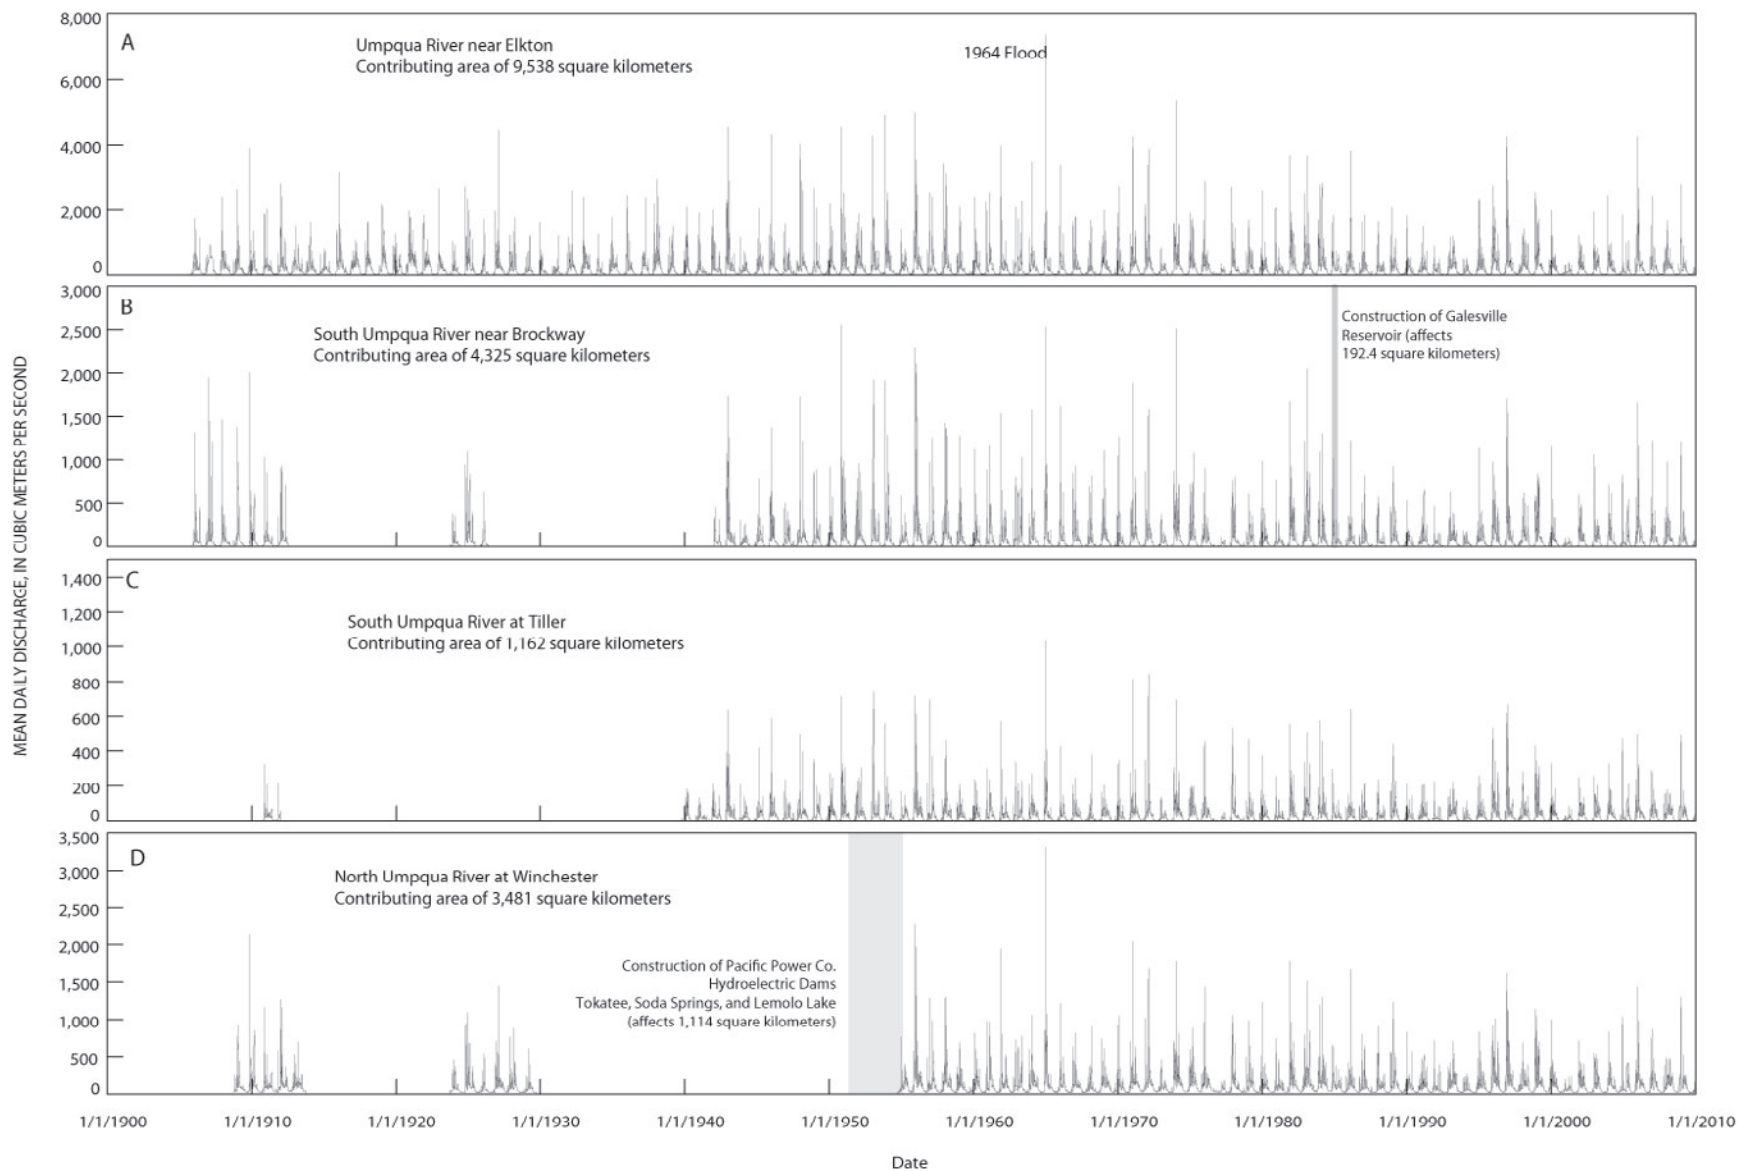 MEAN DAILY DISCHARGE, IN CUBIC METERS PER SECOND
8,000
6,000
4,000
2,000
0
A
Umpqua River near Elkton
Contributing area of 9,538 square kilometers
1964 Flood
3,000
2,500
2,000
1,500
1,000
500
0
B
South Umpqua River near Brockway
Contributing area of 4,325 square kilometers
Construction of Galesville
Reservoir (affects
192.4 square kilometers)
1,400
1,200
1,000
800
600
400
200
0
C
South Umpqua River at Tiller
Contributing area of 1,162 square kilometers
3,500
3,000
2,500
2,000
1,500
1,000
500
0
D
North Umpqua River at Winchester
Contributing area of 3,481 square kilometers
Construction of Pacific Power Co.
Hydroelectric Dams
Tokatee, Soda Springs, and Lemolo Lake
(affects 1,114 square kilometers)
1/1/1900 1/1/1910 1/1/1920 1/1/1930 1/1/1940 1/1/1950 1/1/1960 1/1/1970 1/1/1980 1/1/1990 1/1/2000 1/1/2010
Date